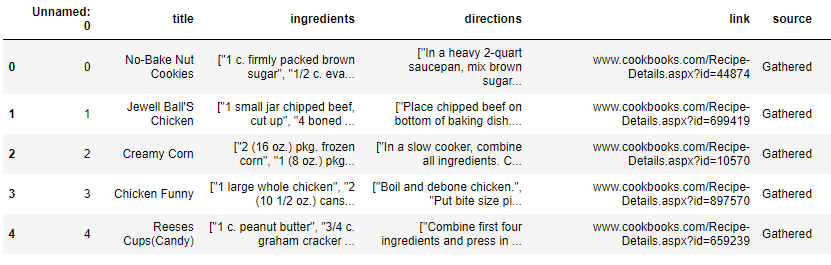 Unnamed: 0 title ingredients directions link source
0 0 No-Bake Nut Cookies ["1 c. firmly packed brown sugar", "1/2 c. eva... ["In a heavy 2-quart saucepan, mix brown sugar... www.cookbooks.com/Recipe-Details.aspx?id=44874 Gathered
1 1 Jewell Ball'S Chicken ["1 small jar chipped beef, cut up", "4 boned ... ["Place chipped beef on bottom of baking dish.... www.cookbooks.com/Recipe-Details.aspx?id=699419 Gathered
2 2 Creamy Corn ["2 (16 oz.) pkg. frozen corn", "1 (8 oz.) pkg... ["In a slow cooker, combine all ingredients. C... www.cookbooks.com/Recipe-Details.aspx?id=10570 Gathered
3 3 Chicken Funny ["1 large whole chicken", "2 (10 1/2 oz.) cans... ["Boil and debone chicken.", "Put bite size pi... www.cookbooks.com/Recipe-Details.aspx?id=897570 Gathered
4 4 Reeses Cups(Candy) ["1 c. peanut butter", "3/4 c. graham cracker ... ["Combine first four ingredients and press in ... www.cookbooks.com/Recipe-Details.aspx?id=659239 Gathered